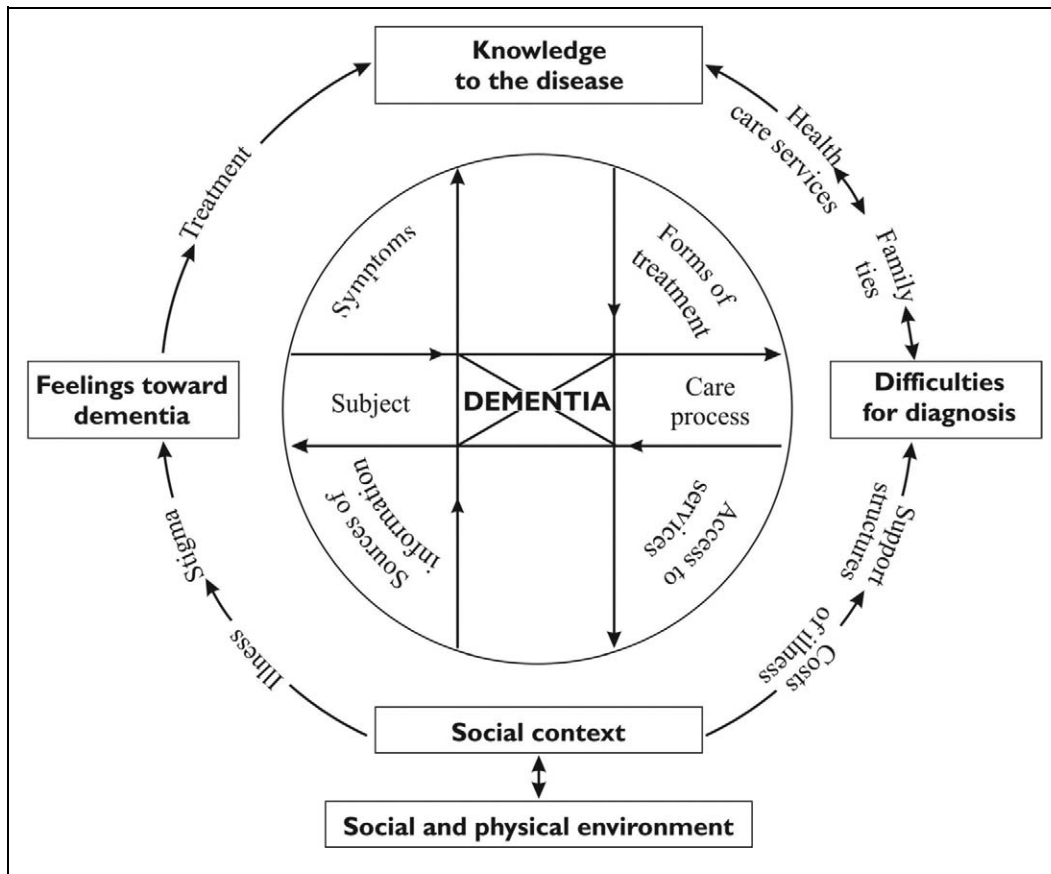 Knowledge
to the disease
Treatment
Health
care services
Family
ties
Symptoms
Forms of
treatment
Feelings toward
dementia
Subject
DEMENTIA
Care
process
Difficulties
for diagnosis
Sources of
information
Access to
services
Stigma
Illness
Support
structures
Costs
of illness
Social context
Social and physical environment